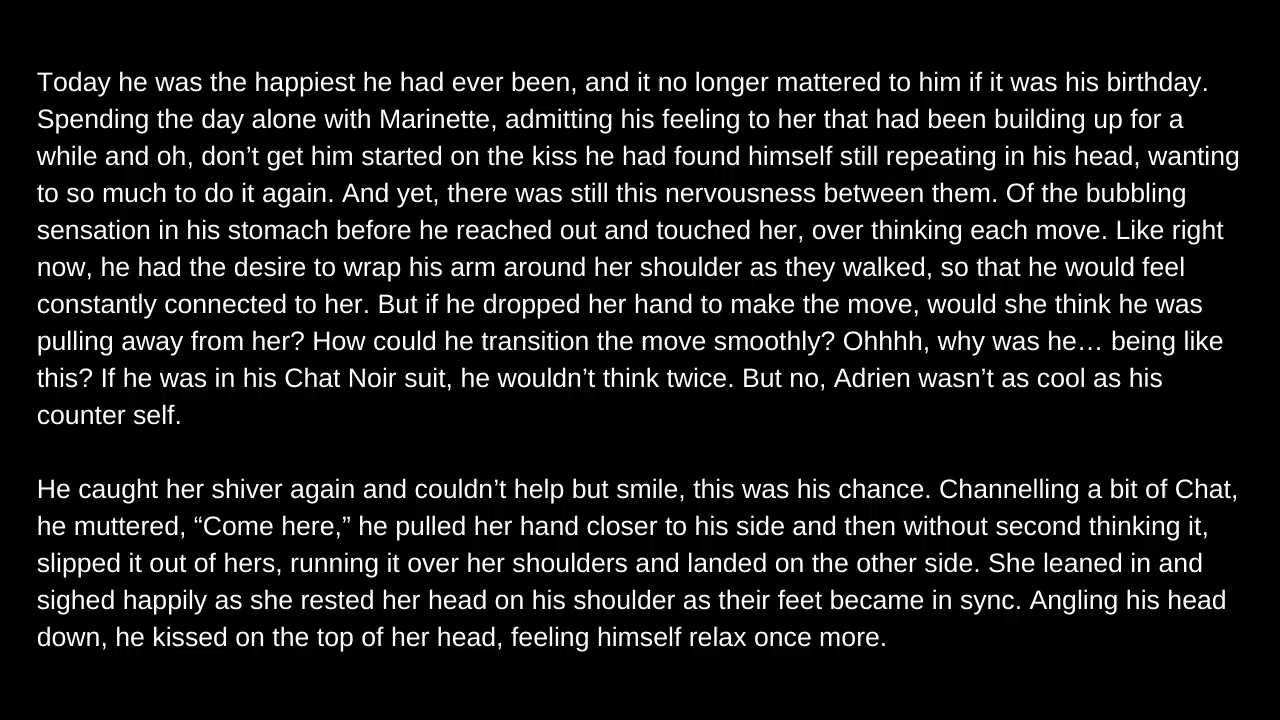 Today he was the happiest he had ever been, and it no longer mattered to him if it was his birthday.
Spending the day alone with Marinette, admitting his feeling to her that had been building up for a
while and oh, don’t get him started on the kiss he had found himself still repeating in his head, wanting
to so much to do it again. And yet, there was still this nervousness between them. Of the bubbling
sensation in his stomach before he reached out and touched her, over thinking each move. Like right
now, he had the desire to wrap his arm around her shoulder as they walked, so that he would feel
constantly connected to her. But if he dropped her hand to make the move, would she think he was
pulling away from her? How could he transition the move smoothly? Ohhhh, why was he… being like
this? If he was in his Chat Noir suit, he wouldn’t think twice. But no, Adrien wasn’t as cool as his
counter self.
He caught her shiver again and couldn’t help but smile, this was his chance. Channelling a bit of Chat,
he muttered, “Come here,” he pulled her hand closer to his side and then without second thinking it,
slipped it out of hers, running it over her shoulders and landed on the other side. She leaned in and
sighed happily as she rested her head on his shoulder as their feet became in sync. Angling his head
down, he kissed on the top of her head, feeling himself relax once more.